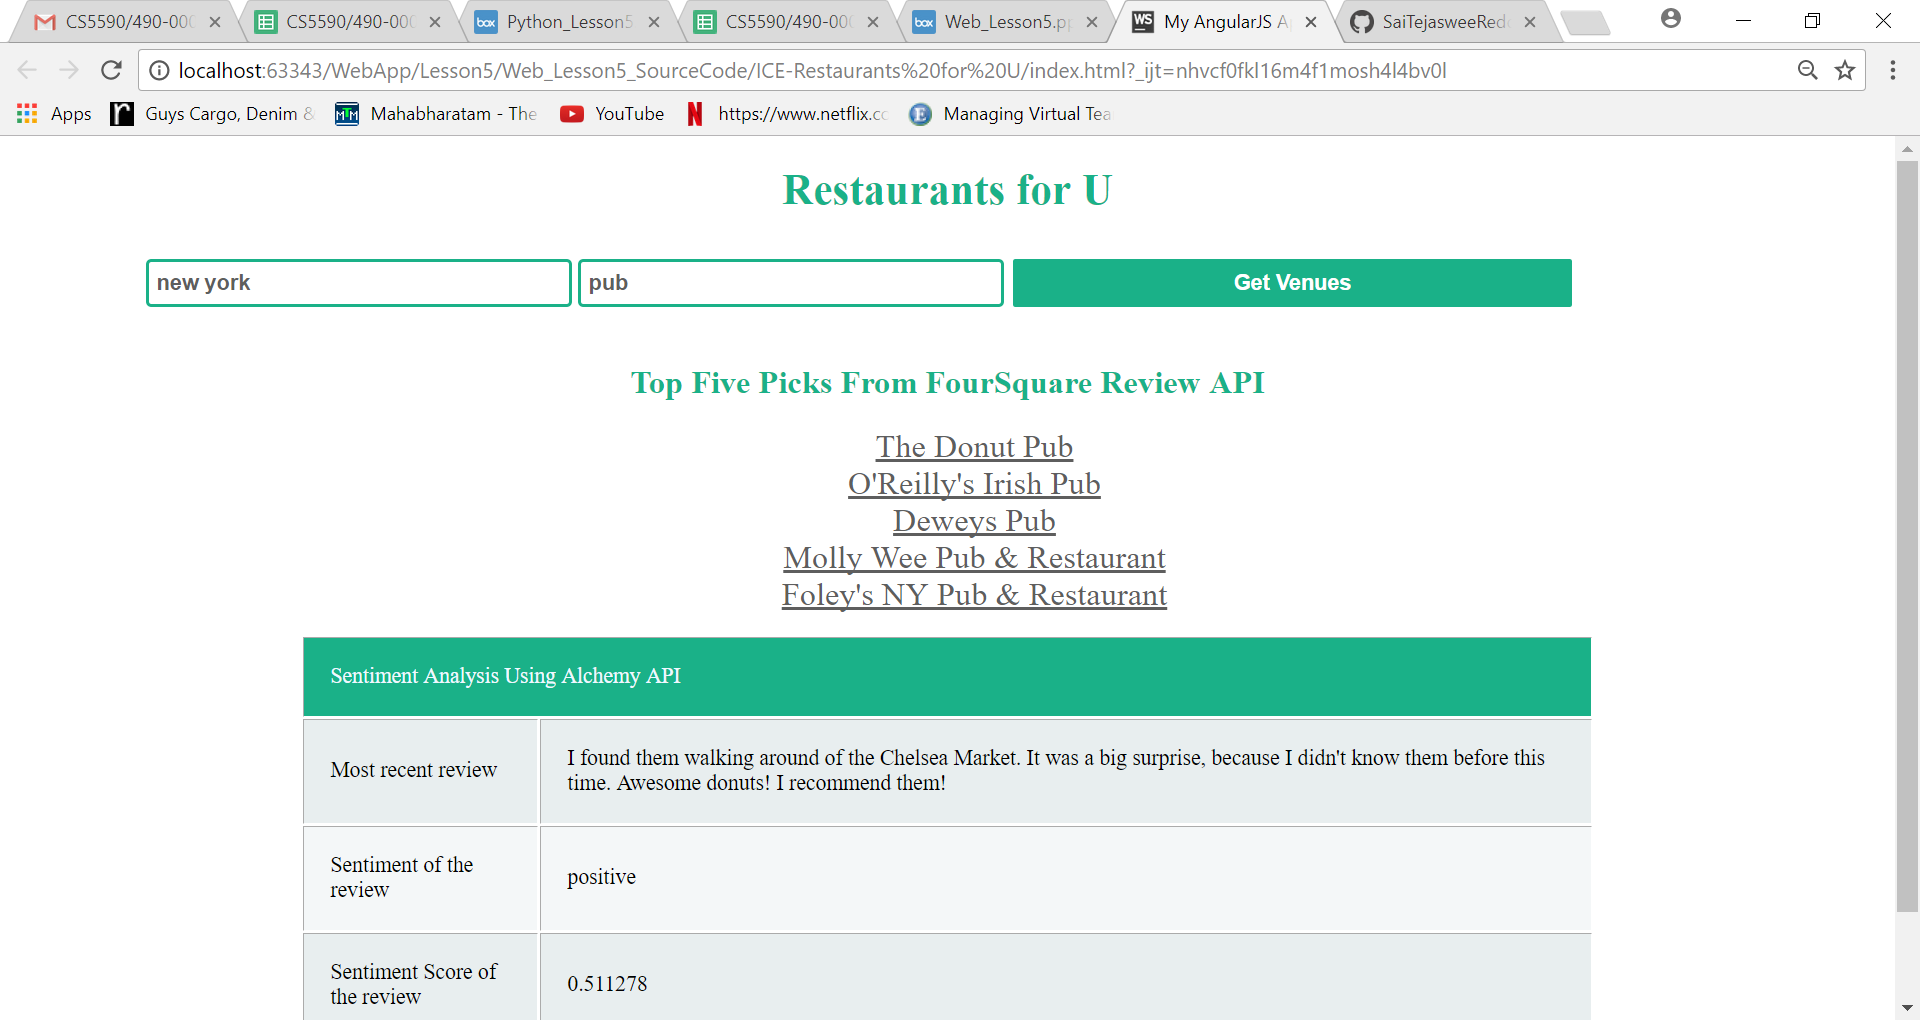 CS5590/490-000
CS5590/490-000
Python_Lesson5
CS5590/490-000
Web_Lesson5.pp
My AngularJS A
SaiTejasweeRed
localhost:63343/WebApp/Lesson5/Web_Lesson5_SourceCode/ICE-Restaurants%20for%20U/index.html?_ijt=nhvcf0fkl16m4f1mosh4l4bv0l
Apps
Guys Cargo, Denim &
Mahabharatam - The
YouTube
https://www.netflix.cc
Managing Virtual Tea
Restaurants for U
new york
pub
Get Venues
Top Five Picks From FourSquare Review API
The Donut Pub
O'Reilly's Irish Pub
Deweys Pub
Molly Wee Pub & Restaurant
Foley's NY Pub & Restaurant
Sentiment Analysis Using Alchemy API
Most recent review
I found them walking around of the Chelsea Market. It was a big surprise, because I didn't know them before this
time. Awesome donuts! I recommend them!
Sentiment of the
review
positive
Sentiment Score of
the review
0.511278